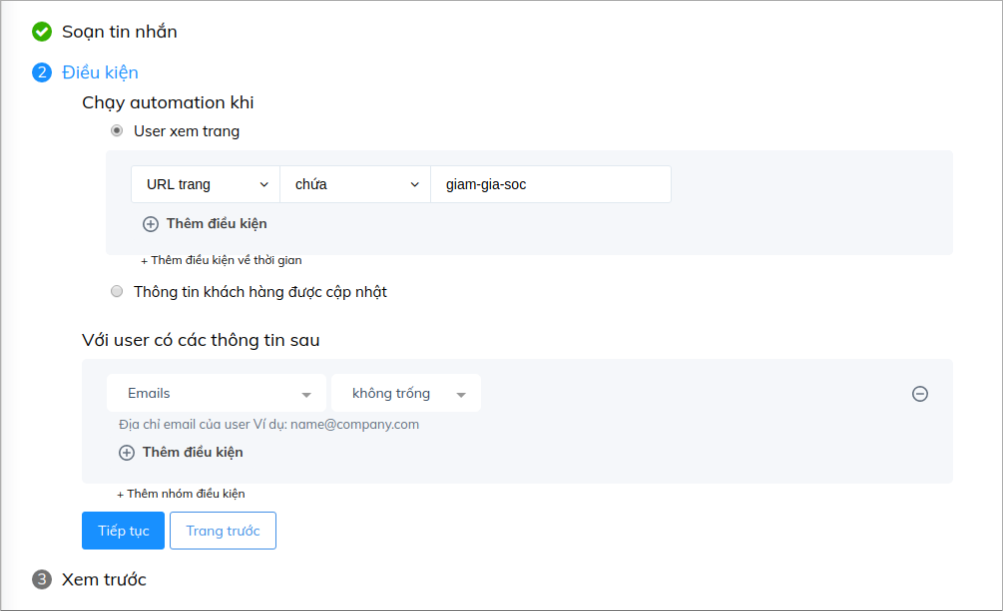 Soạn tin nhắn
2 Điều kiện
Chạy automation khi
User xem trang
URL trang chứa giam-gia-soc
Thêm điều kiện
+ Thêm điều kiện về thời gian
Thông tin khách hàng được cập nhật
Với user có các thông tin sau
Emails không trống
Địa chỉ email của user Ví dụ: name@company.com
Thêm điều kiện
+ Thêm nhóm điều kiện
Tiếp tục Trang trước
3 Xem trước